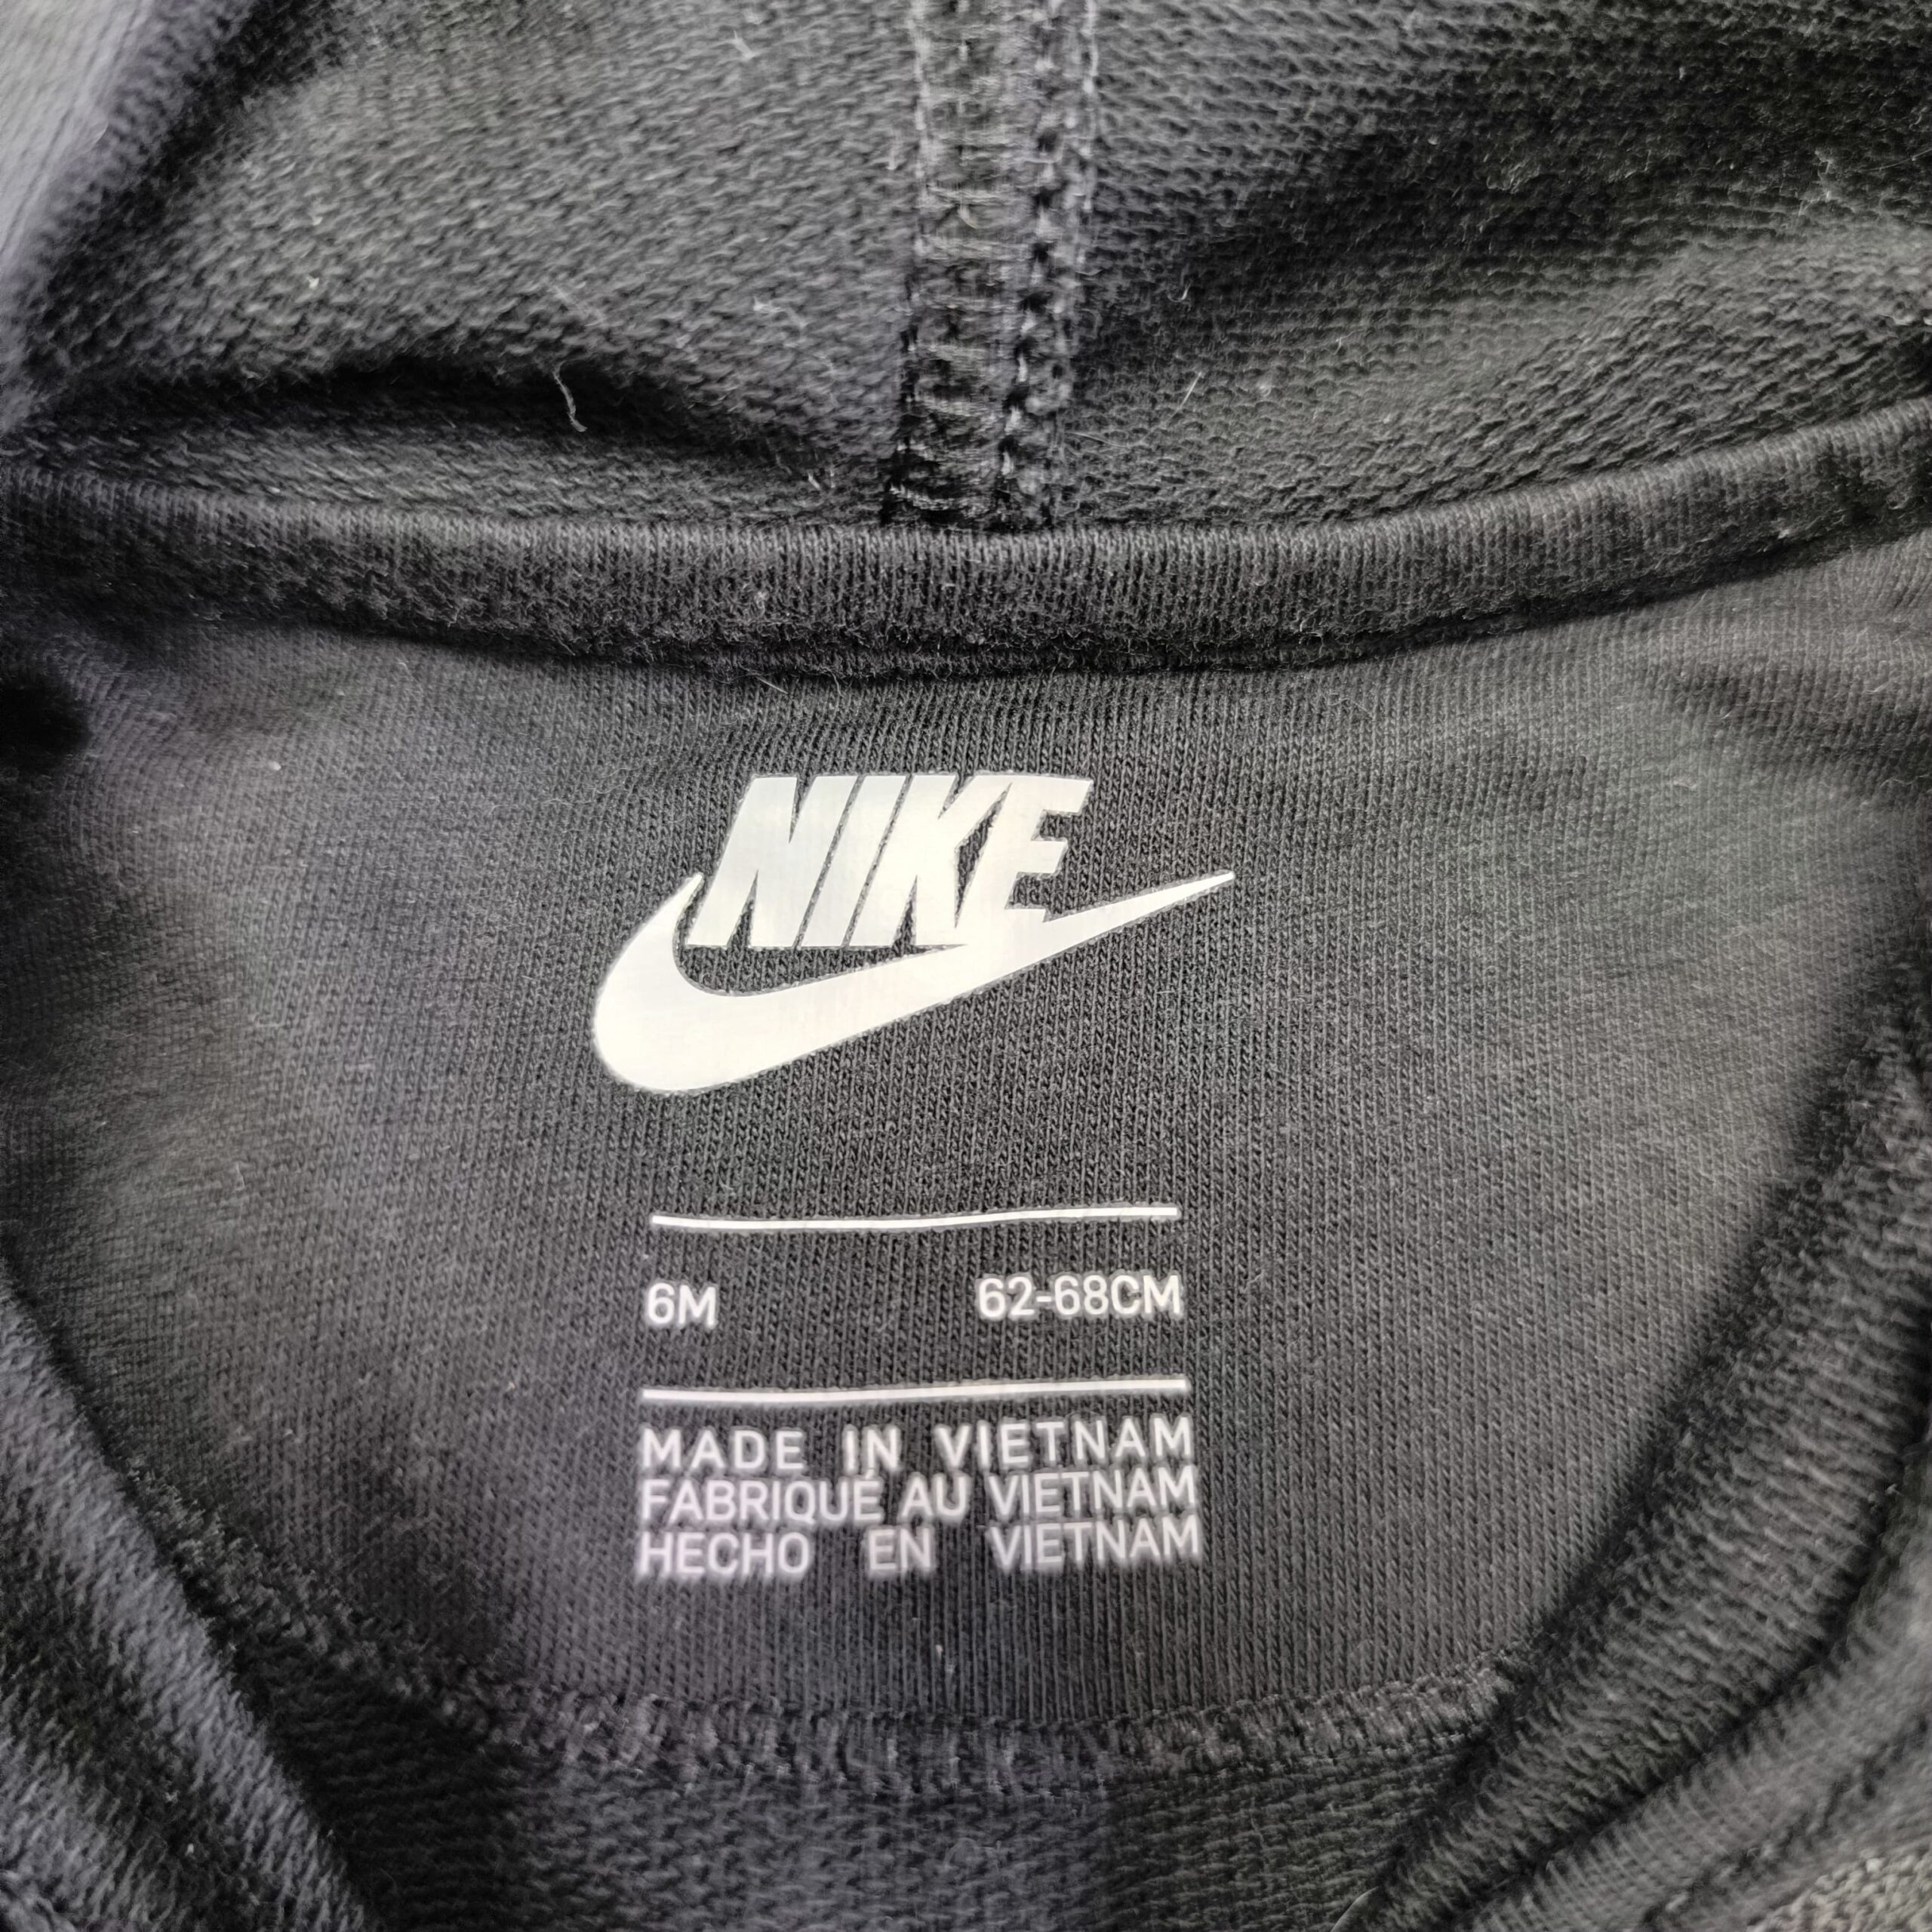 NIKE
6M 62-68CM
MADE IN VIETNAM
FABRIQUÉ AU VIETNAM
HECHO EN VIETNAM